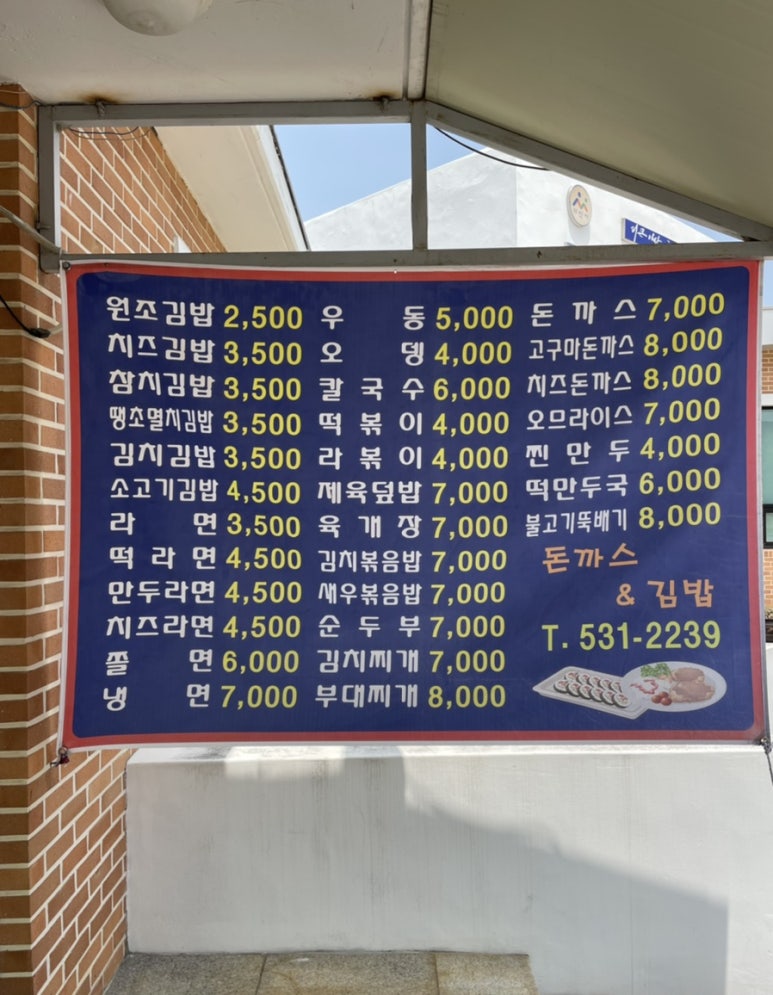 원조김밥 2,500
치즈김밥 3,500
참치김밥 3,500
땡초멸치김밥 3,500
김치김밥 3,500
소고기김밥 4,500
라 면 3,500
떡 라 면 4,500
만두라면 4,500
치즈라면 4,500
쫄 면 6,000
냉 면 7,000
우 동 5,000
오 뎅 4,000
칼 국 수 6,000
떡 볶 이 4,000
라 볶 이 4,000
제육덮밥 7,000
육 개 장 7,000
김치볶음밥 7,000
새우볶음밥 7,000
순 두 부 7,000
김치찌개 7,000
부대찌개 8,000
돈 까 스 7,000
고구마돈까스 8,000
치즈돈까스 8,000
오므라이스 7,000
찐 만 두 4,000
떡만두국 6,000
불고기뚝배기 8,000
돈까스
& 김밥
T. 531-2239